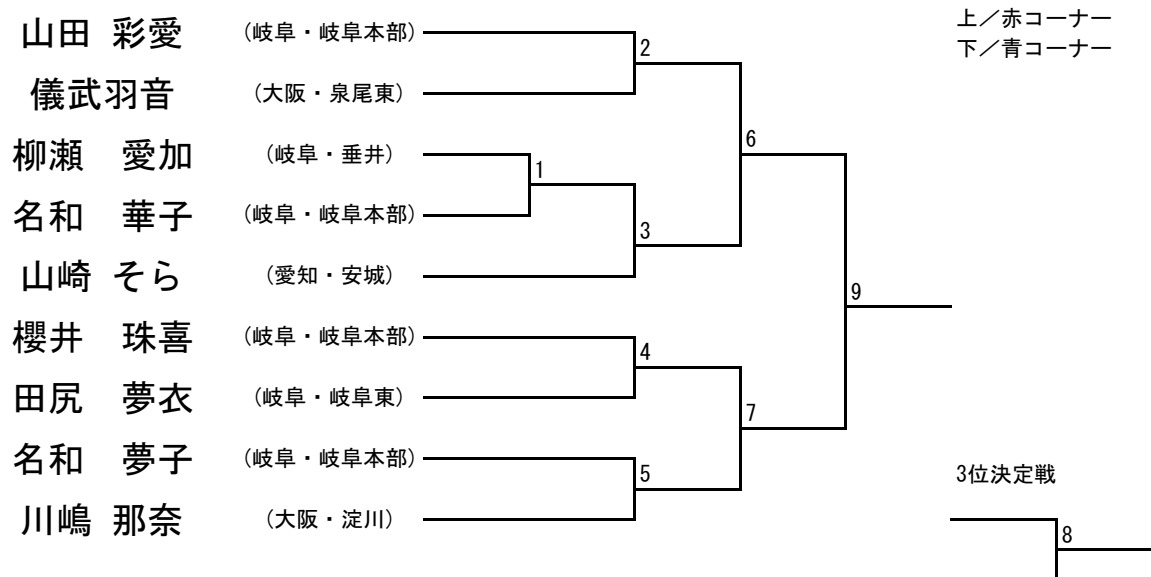 上／赤コーナー
下／青コーナー
山田 彩愛 (岐阜・岐阜本部)
2
儀武羽音 (大阪・泉尾東)
6
柳瀬　愛加 (岐阜・垂井)
1
名和　華子 (岐阜・岐阜本部)
3
山崎 そら (愛知・安城)
9
櫻井　珠喜 (岐阜・岐阜本部)
4
田尻　夢衣 (岐阜・岐阜東)
7
名和　夢子 (岐阜・岐阜本部)
5
3位決定戦
川嶋 那奈 (大阪・淀川)
8